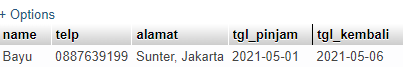 + Options
name telp alamat tgl_pinjam tgl_kembali
Bayu 0887639199 Sunter, Jakarta 2021-05-01 2021-05-06